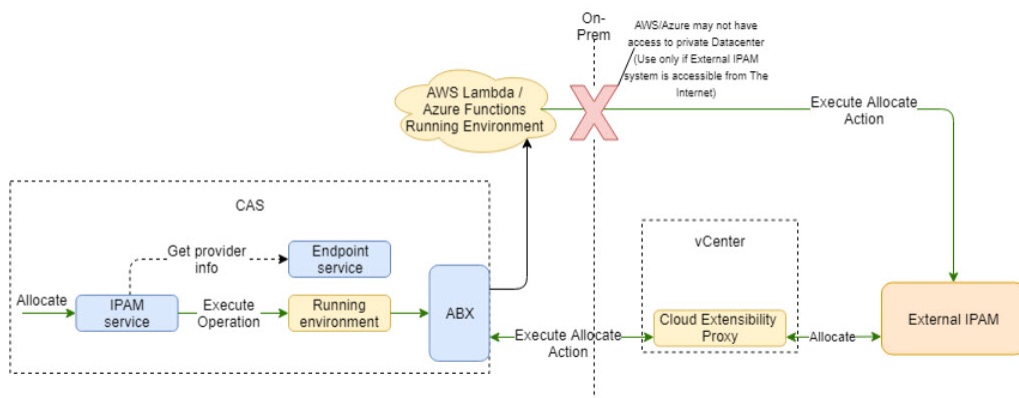 On-
Prem
AWS/Azure may not have
access to private Datacenter
(Use only if External IPAM
system is accessible from The
Internet)
AWS Lambda /
Azure Functions
Running Environment
Execute Allocate
Action
CAS
vCenter
Get provider
info
Endpoint
service
Allocate
IPAM
service
Execute
Operation
Running
environment
ABX
Execute Allocate
Action
Cloud Extensibility
Proxy
Allocate
External IPAM